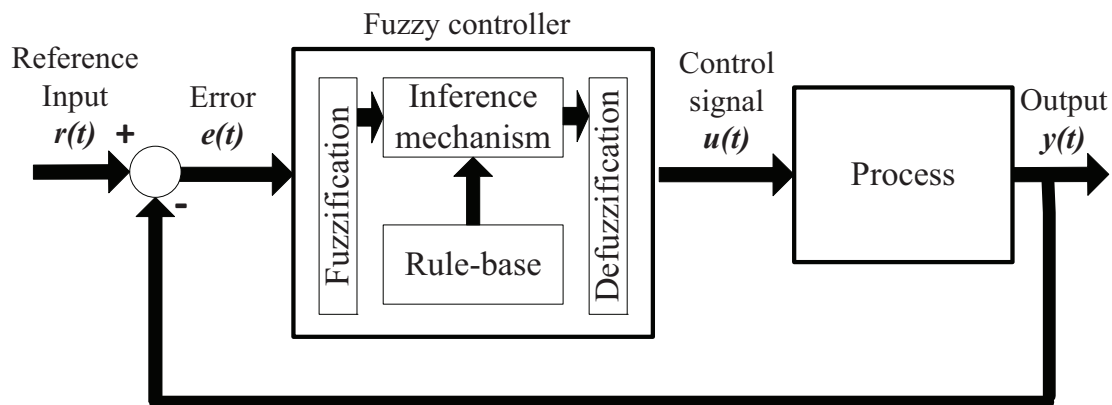 Fuzzy controller
Reference
Input
r(t)
+
-
Error
e(t)
Fuzzification
Inference
mechanism
Rule-base
Defuzzification
Control
signal
u(t)
Process
Output
y(t)